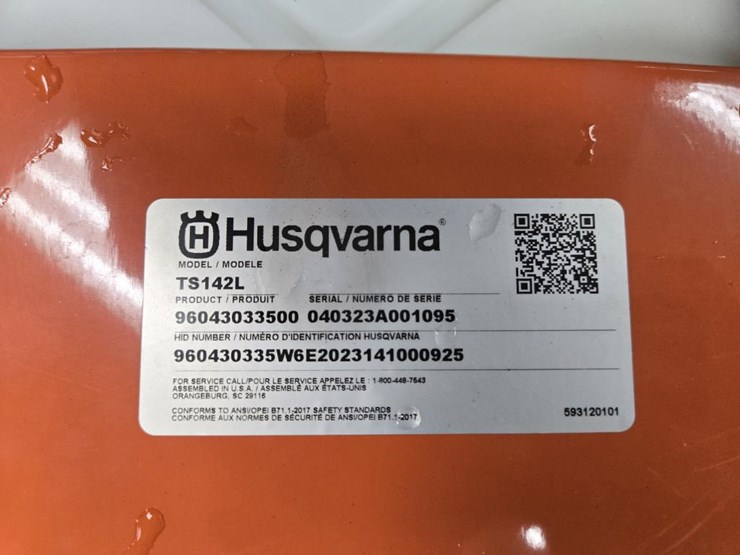 Husqvarna®
MODEL / MODELE
TS142L
PRODUCT / PRODUIT SERIAL / NUMERO DE SERIE
96043033500 040323A001095
HID NUMBER / NUMÉRO D'IDENTIFICATION HUSQVARNA
960430335W6E2023141000925
FOR SERVICE CALL/POUR LE SERVICE APPELEZ LE : 1-800-448-7543
ASSEMBLED IN U.S.A. / ASSEMBLÉ AUX ÉTATS-UNIS
ORANGEBURG, SC 29116
CONFORMS TO ANSI/OPEI B71.1-2017 SAFETY STANDARDS
CONFORME AUX NORMES DE SÉCURITÉ DE ANSI/OPEI B71.1-2017
593120101